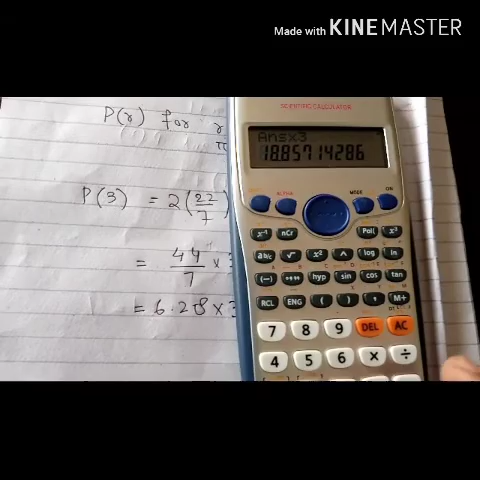 Made with KINEMASTER
P(r) for r
π
SCIENTIFIC CALCULATOR
Ans×3
18.85714286
P(3) = 2(22/7)
= 44/7 × 3
= 6.28 × 3
ALPHA MODE ON
x⁻¹ nCr Pol( x³
a b/c √ x² ^ log ln
(−) °'" hyp sin cos tan
RCL ENG ( ) , M+
7 8 9 DEL AC
4 5 6 × ÷